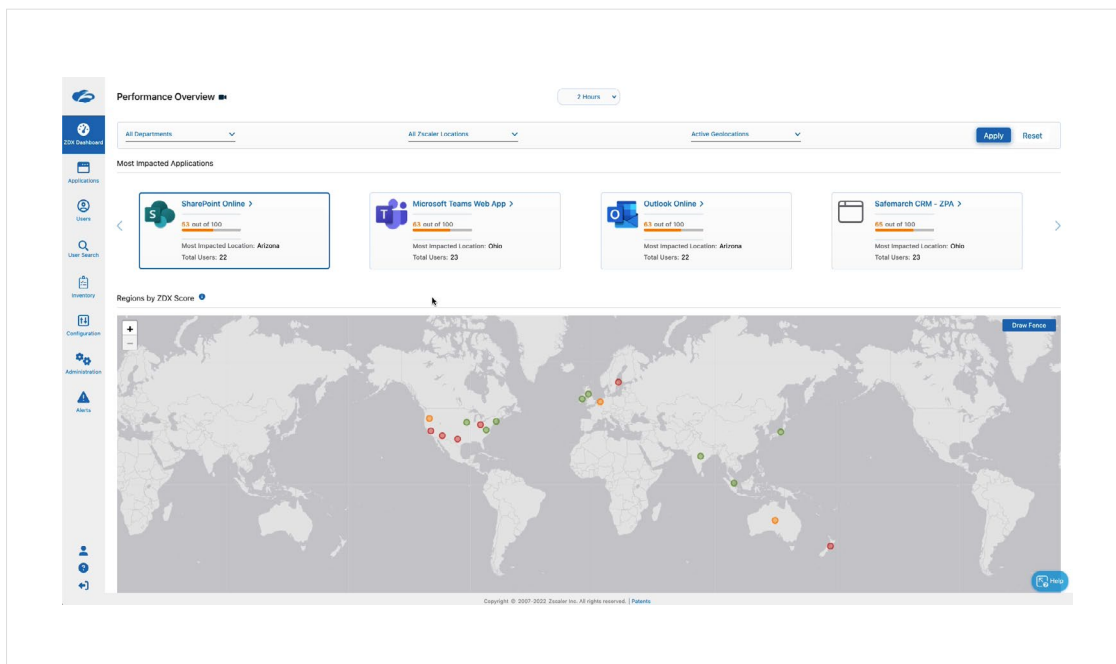 Performance Overview
2 Hours
ZDX Dashboard
All Departments
All Zscaler Locations
Active Geolocations
Apply
Reset
Most Impacted Applications
Applications
Users
User Search
Inventory
Configuration
Administration
Alerts
SharePoint Online >
53 out of 100
Most Impacted Location: Arizona
Total Users: 22
Microsoft Teams Web App >
63 out of 100
Most Impacted Location: Ohio
Total Users: 23
Outlook Online >
63 out of 100
Most Impacted Location: Arizona
Total Users: 22
Safemarch CRM - ZPA >
65 out of 100
Most Impacted Location: Ohio
Total Users: 23
Regions by ZDX Score
+
−
Draw Fence
Help
Copyright © 2007-2022 Zscaler Inc. All rights reserved. | Patents